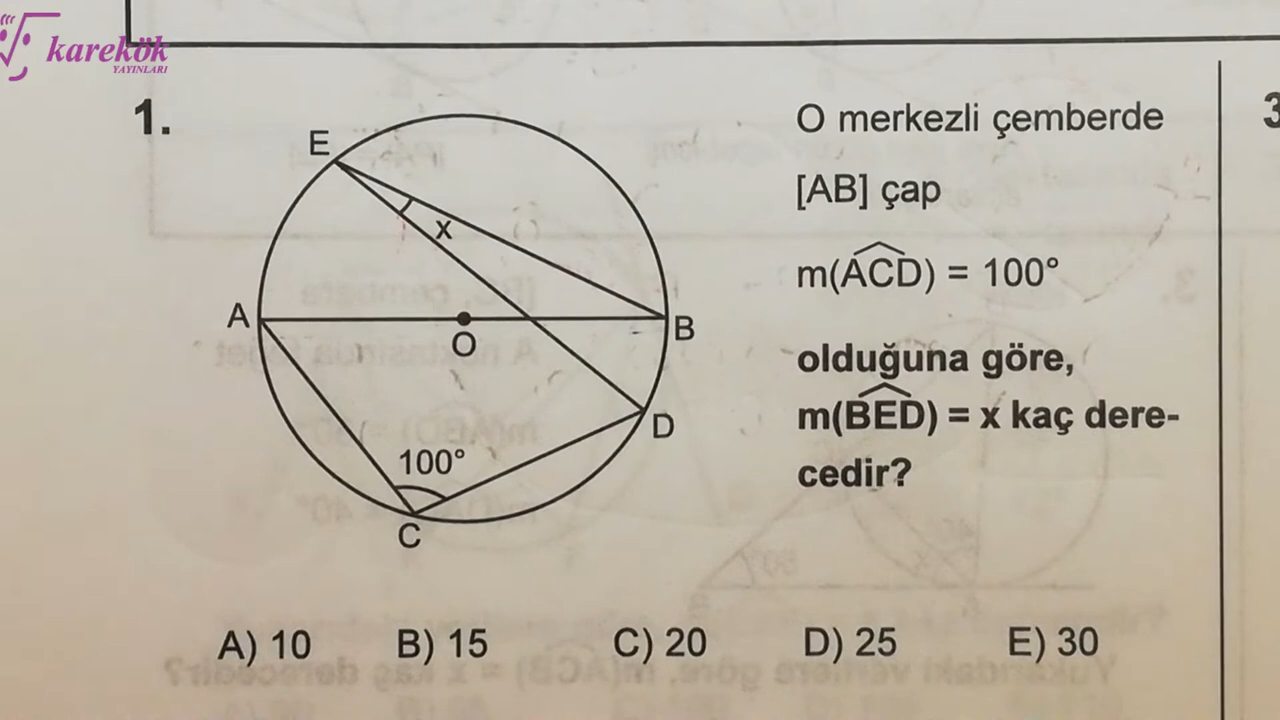 karekök
YAYINLARI
1.
E
x
A
O
B
D
100°
C
O merkezli çemberde
[AB] çap
m(ACD) = 100°
olduğuna göre,
m(BED) = x kaç dere-
cedir?
A) 10 B) 15 C) 20 D) 25 E) 30
3